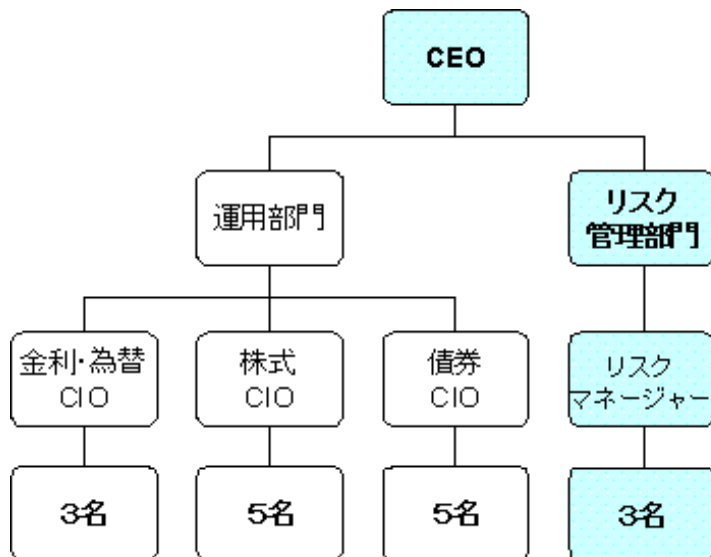 CEO
運用部門
リスク
管理部門
金利・為替
CIO
株式
CIO
債券
CIO
リスク
マネージャー
3名
5名
5名
3名